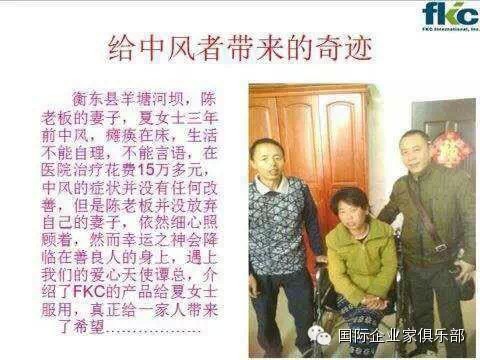 fkc
FKC International, Inc.
给中风者带来的奇迹
衡东县羊塘河坝，陈
老板的妻子，夏女士三年
前中风，瘫痪在床，生活
不能自理，不能言语，在
医院治疗花费15万多元，
中风的症状并没有任何改
善，但是陈老板并没放弃
自己的妻子，依然细心照
顾着，然而幸运之神会降
临在善良人的身上，遇上
我们的爱心天使谭总，介
绍了FKC的产品给夏女士
服用，真正给一家人带来
了希望………………
国际企业家俱乐部